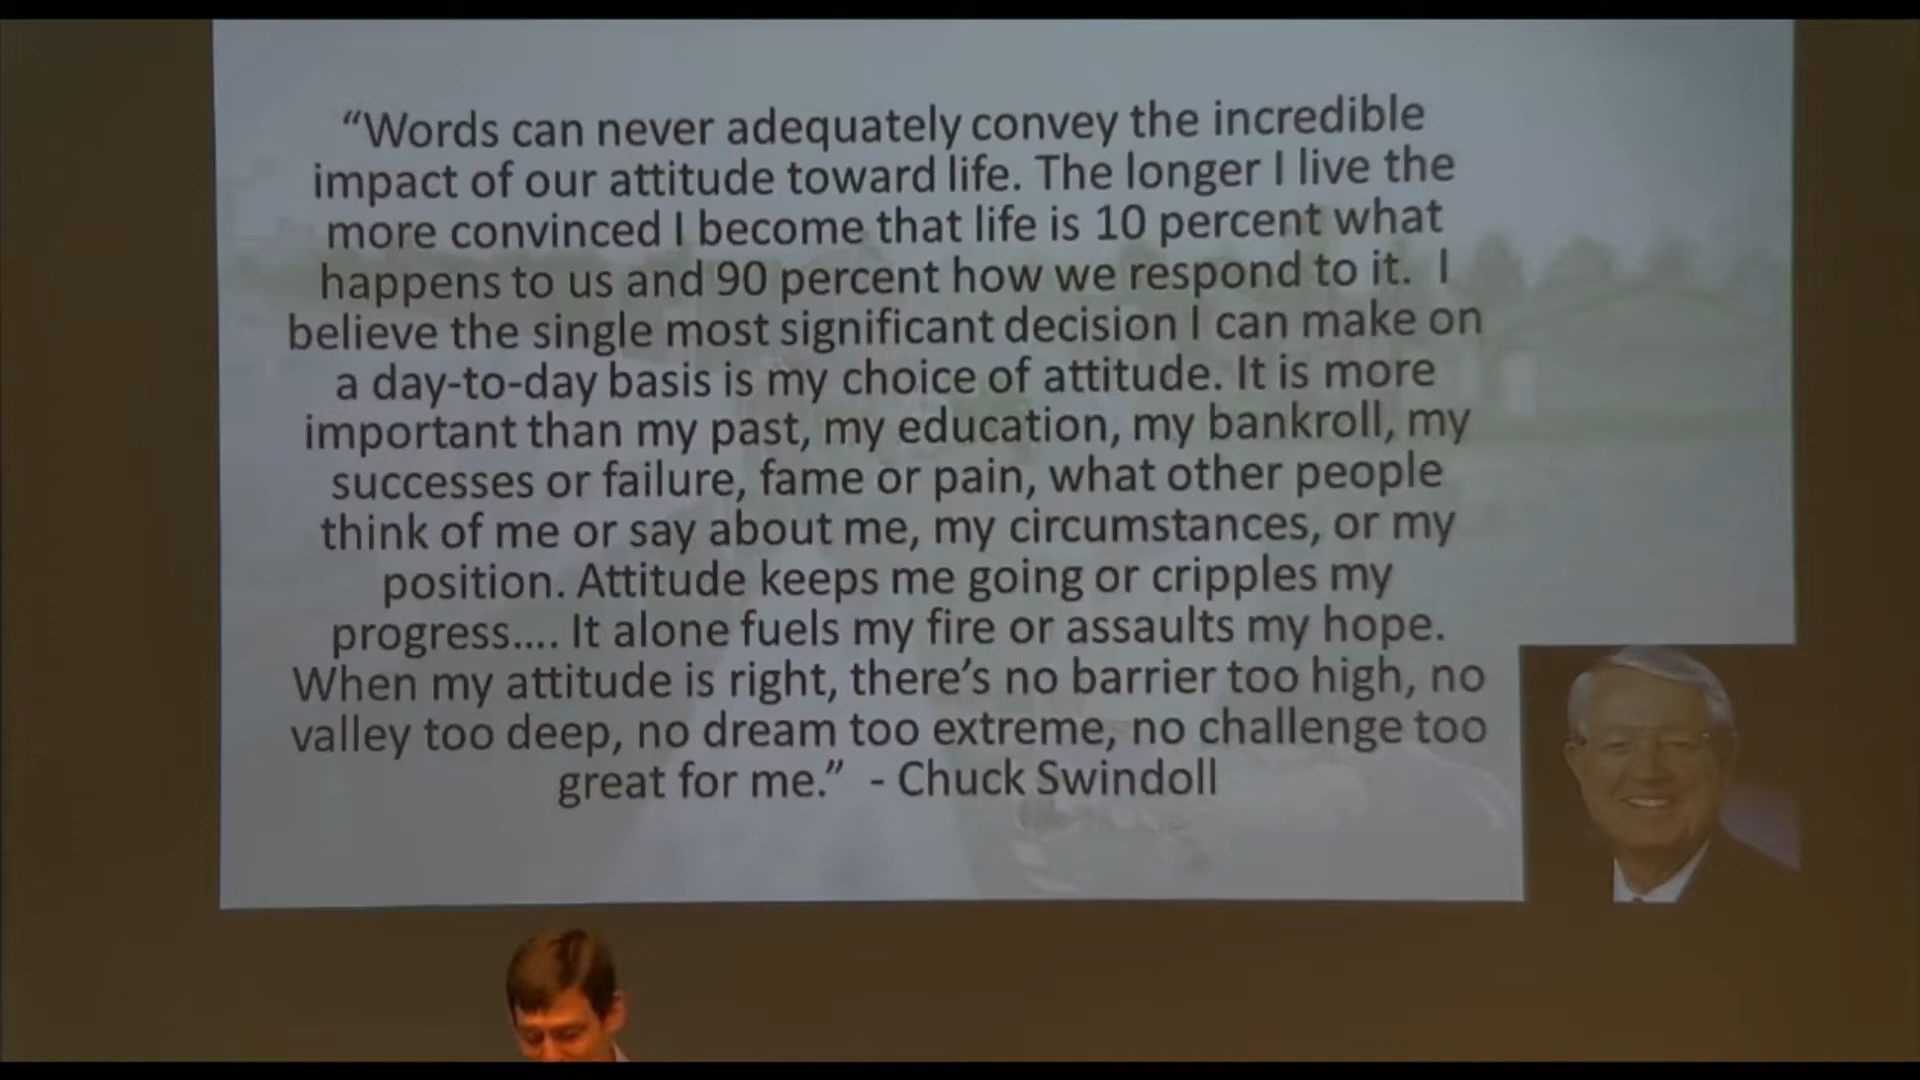 “Words can never adequately convey the incredible
impact of our attitude toward life. The longer I live the
more convinced I become that life is 10 percent what
happens to us and 90 percent how we respond to it. I
believe the single most significant decision I can make on
a day-to-day basis is my choice of attitude. It is more
important than my past, my education, my bankroll, my
successes or failure, fame or pain, what other people
think of me or say about me, my circumstances, or my
position. Attitude keeps me going or cripples my
progress.... It alone fuels my fire or assaults my hope.
When my attitude is right, there’s no barrier too high, no
valley too deep, no dream too extreme, no challenge too
great for me.” - Chuck Swindoll